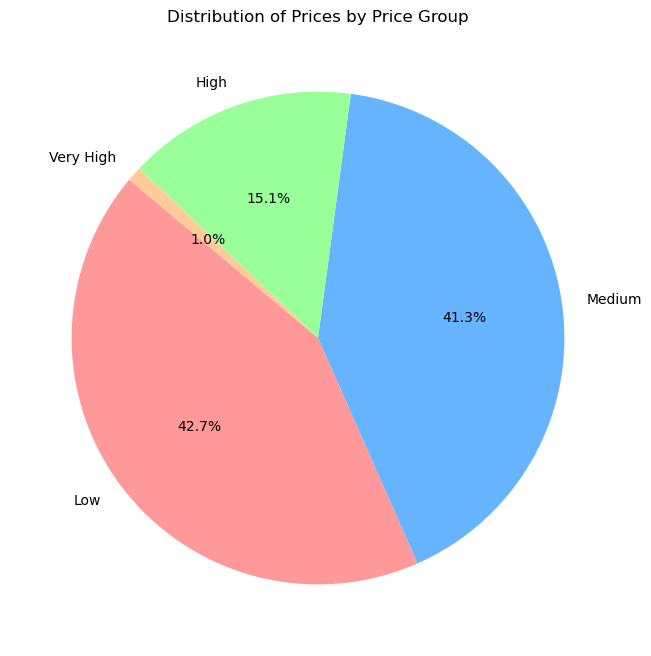 Distribution of Prices by Price Group
High
Very High
15.1%
1.0%
Medium
41.3%
42.7%
Low